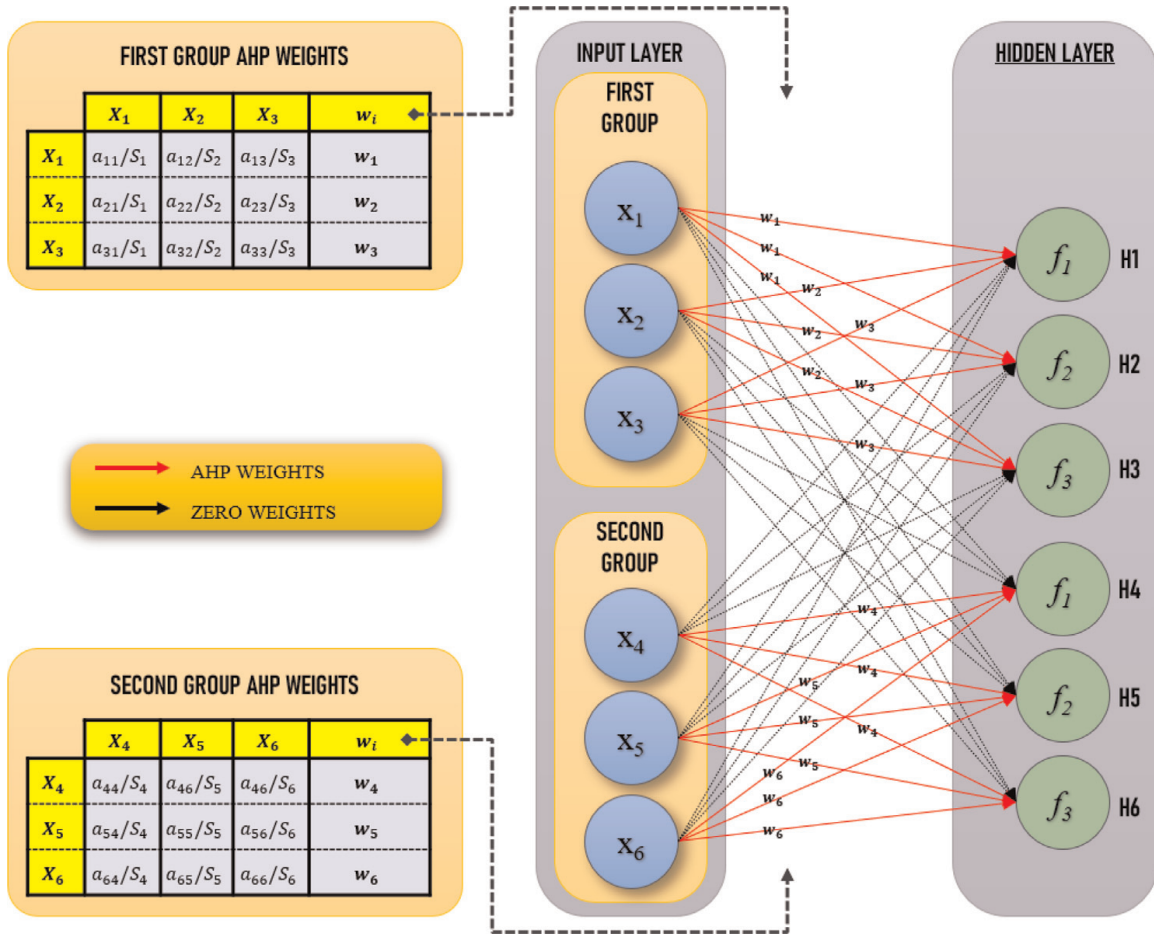 FIRST GROUP AHP WEIGHTS
X₁ X₂ X₃ wᵢ
X₁ a₁₁/S₁ a₁₂/S₂ a₁₃/S₃ w₁
X₂ a₂₁/S₁ a₂₂/S₂ a₂₃/S₃ w₂
X₃ a₃₁/S₁ a₃₂/S₂ a₃₃/S₃ w₃
AHP WEIGHTS
ZERO WEIGHTS
SECOND GROUP AHP WEIGHTS
X₄ X₅ X₆ wᵢ
X₄ a₄₄/S₄ a₄₆/S₅ a₄₆/S₆ w₄
X₅ a₅₄/S₄ a₅₅/S₅ a₅₆/S₆ w₅
X₆ a₆₄/S₄ a₆₅/S₅ a₆₆/S₆ w₆
INPUT LAYER
FIRST
GROUP
x₁
x₂
x₃
SECOND
GROUP
x₄
x₅
x₆
w₁
w₁
w₁
w₂
w₃
w₂
w₂
w₃
w₃
w₄
w₄
w₅
w₅
w₄
w₅
w₆
w₆
w₆
HIDDEN LAYER
f₁ H1
f₂ H2
f₃ H3
f₁ H4
f₂ H5
f₃ H6